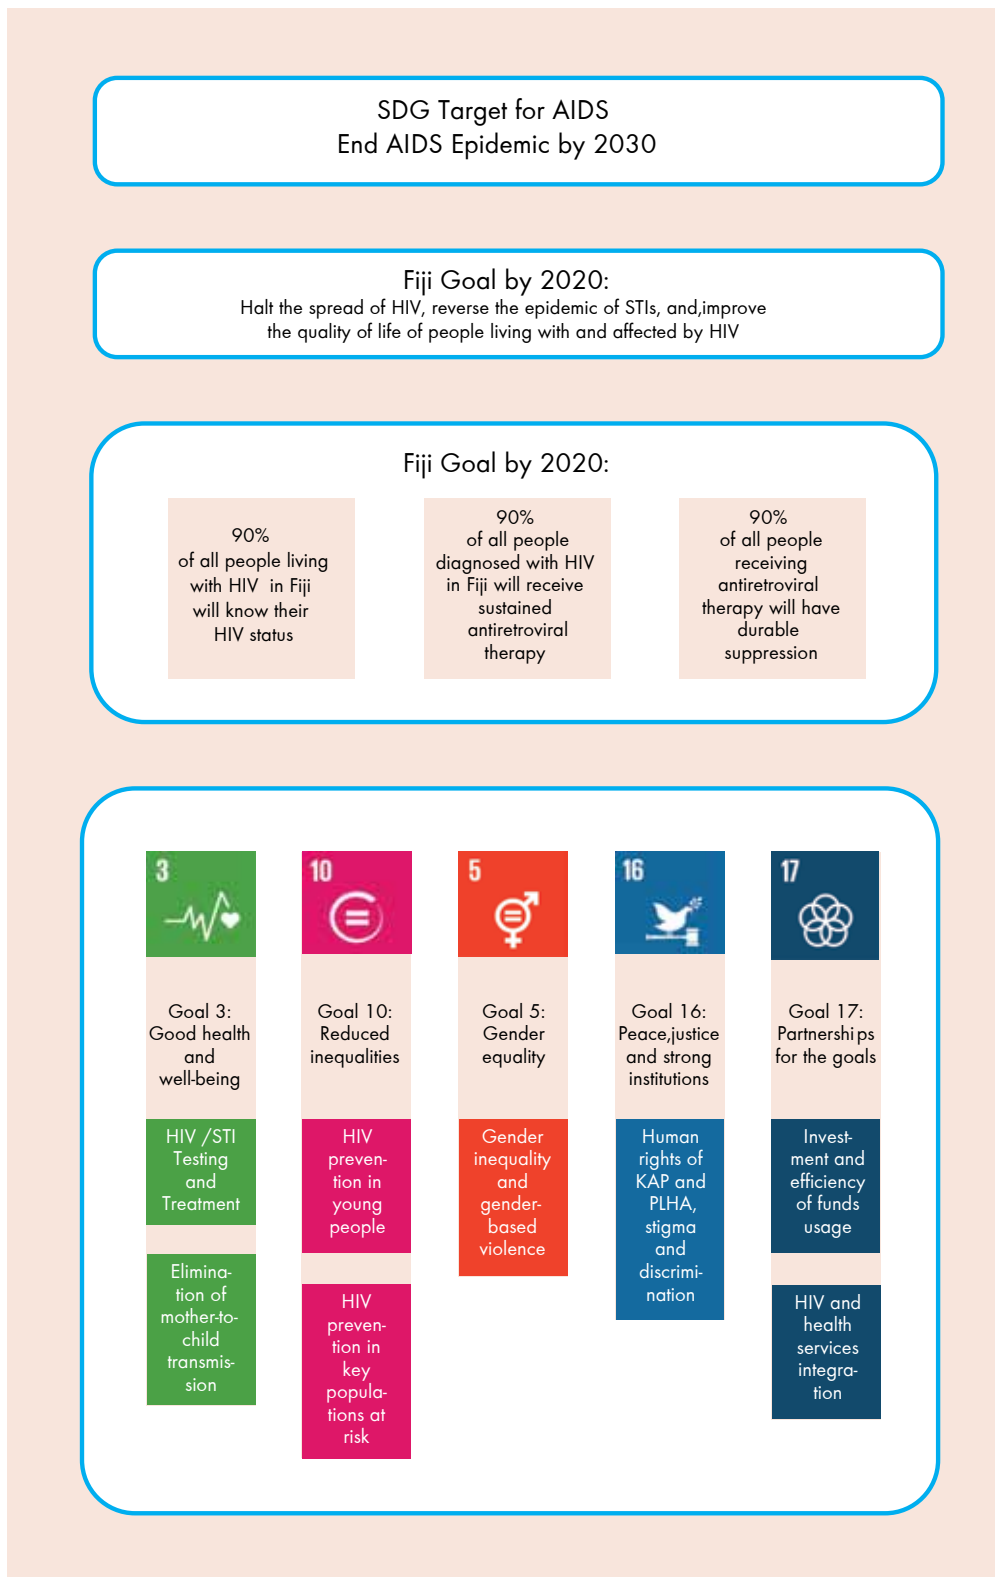 SDG Target for AIDS
End AIDS Epidemic by 2030
Fiji Goal by 2020:
Halt the spread of HIV, reverse the epidemic of STIs, and,improve
the quality of life of people living with and affected by HIV
Fiji Goal by 2020:
90%
of all people living
with HIV in Fiji
will know their
HIV status
90%
of all people
diagnosed with HIV
in Fiji will receive
sustained
antiretroviral
therapy
90%
of all people
receiving
antiretroviral
therapy will have
durable
suppression
3
Goal 3:
Good health
and
well-being
HIV /STI
Testing
and
Treatment
Elimina-
tion of
mother-to-
child
transmis-
sion
10
Goal 10:
Reduced
inequalities
HIV
preven-
tion in
young
people
HIV
preven-
tion in
key
popula-
tions at
risk
5
Goal 5:
Gender
equality
Gender
inequality
and
gender-
based
violence
16
Goal 16:
Peace,justice
and strong
institutions
Human
rights of
KAP and
PLHA,
stigma
and
discrimi-
nation
17
Goal 17:
Partnerships
for the goals
Invest-
ment and
efficiency
of funds
usage
HIV and
health
services
integra-
tion